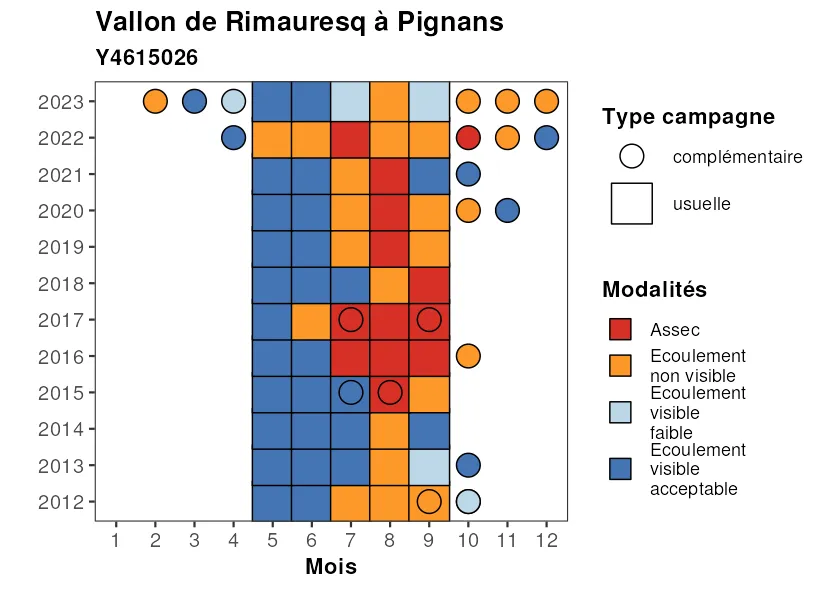 Vallon de Rimauresq à Pignans
Y4615026
2023
2022
2021
2020
2019
2018
2017
2016
2015
2014
2013
2012
1 2 3 4 5 6 7 8 9 10 11 12
Mois
Type campagne
complémentaire
usuelle
Modalités
Assec
Ecoulement
non visible
Ecoulement
visible
faible
Ecoulement
visible
acceptable